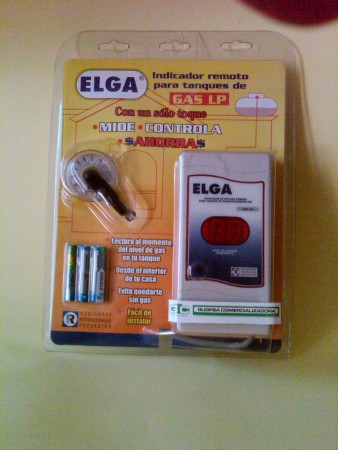 ELGA®
Indicador remoto
para tanques de
GAS LP
Con un sólo toque
• MIDE • CONTROLA
• $AHORRA$
ELGA
Lectura al momento
del nivel de gas
en tu tanque
Desde el interior
de tu casa
Evita quedarte
sin gas
Fácil de
instalar
R
ROCHESTER
DUOPSA COMERCIALIZADORA